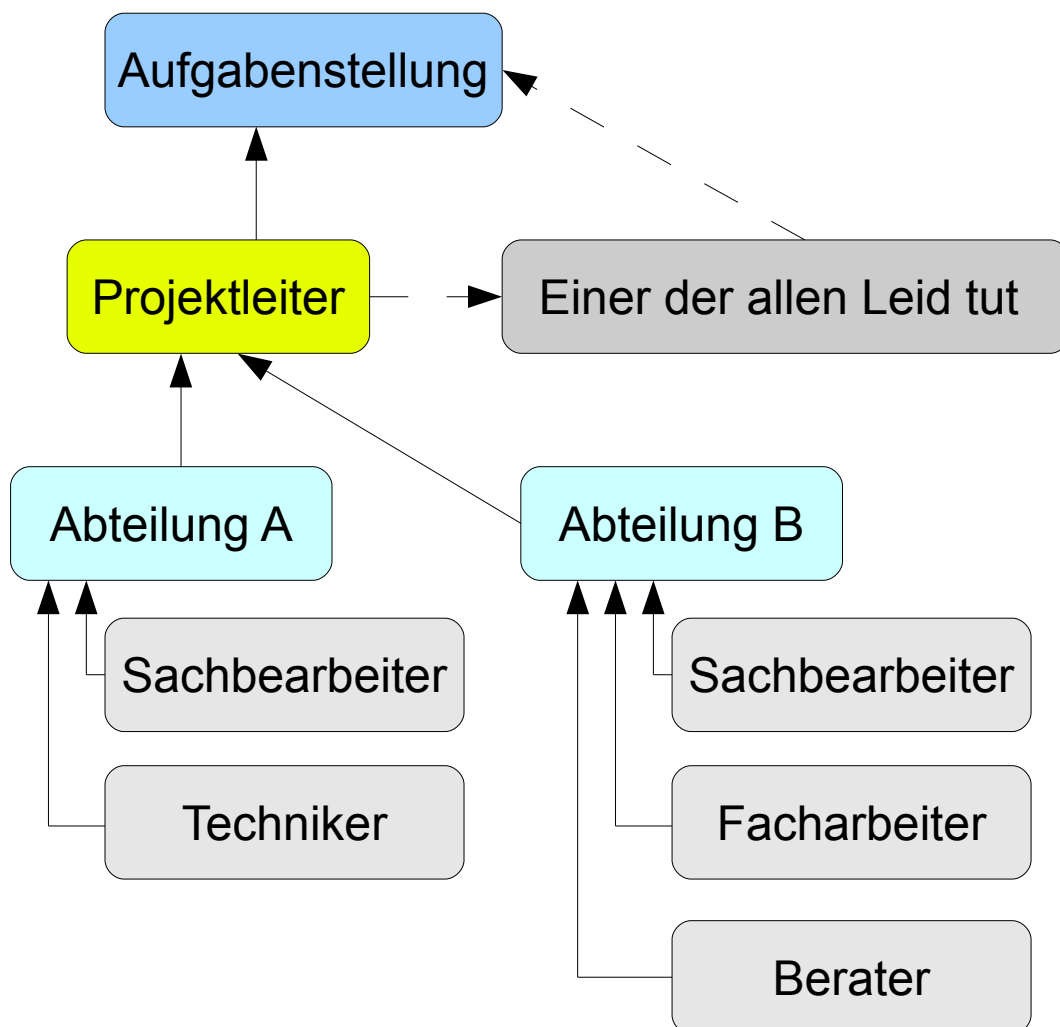 Aufgabenstellung
Projektleiter
Einer der allen Leid tut
Abteilung A
Abteilung B
Sachbearbeiter
Sachbearbeiter
Techniker
Facharbeiter
Berater